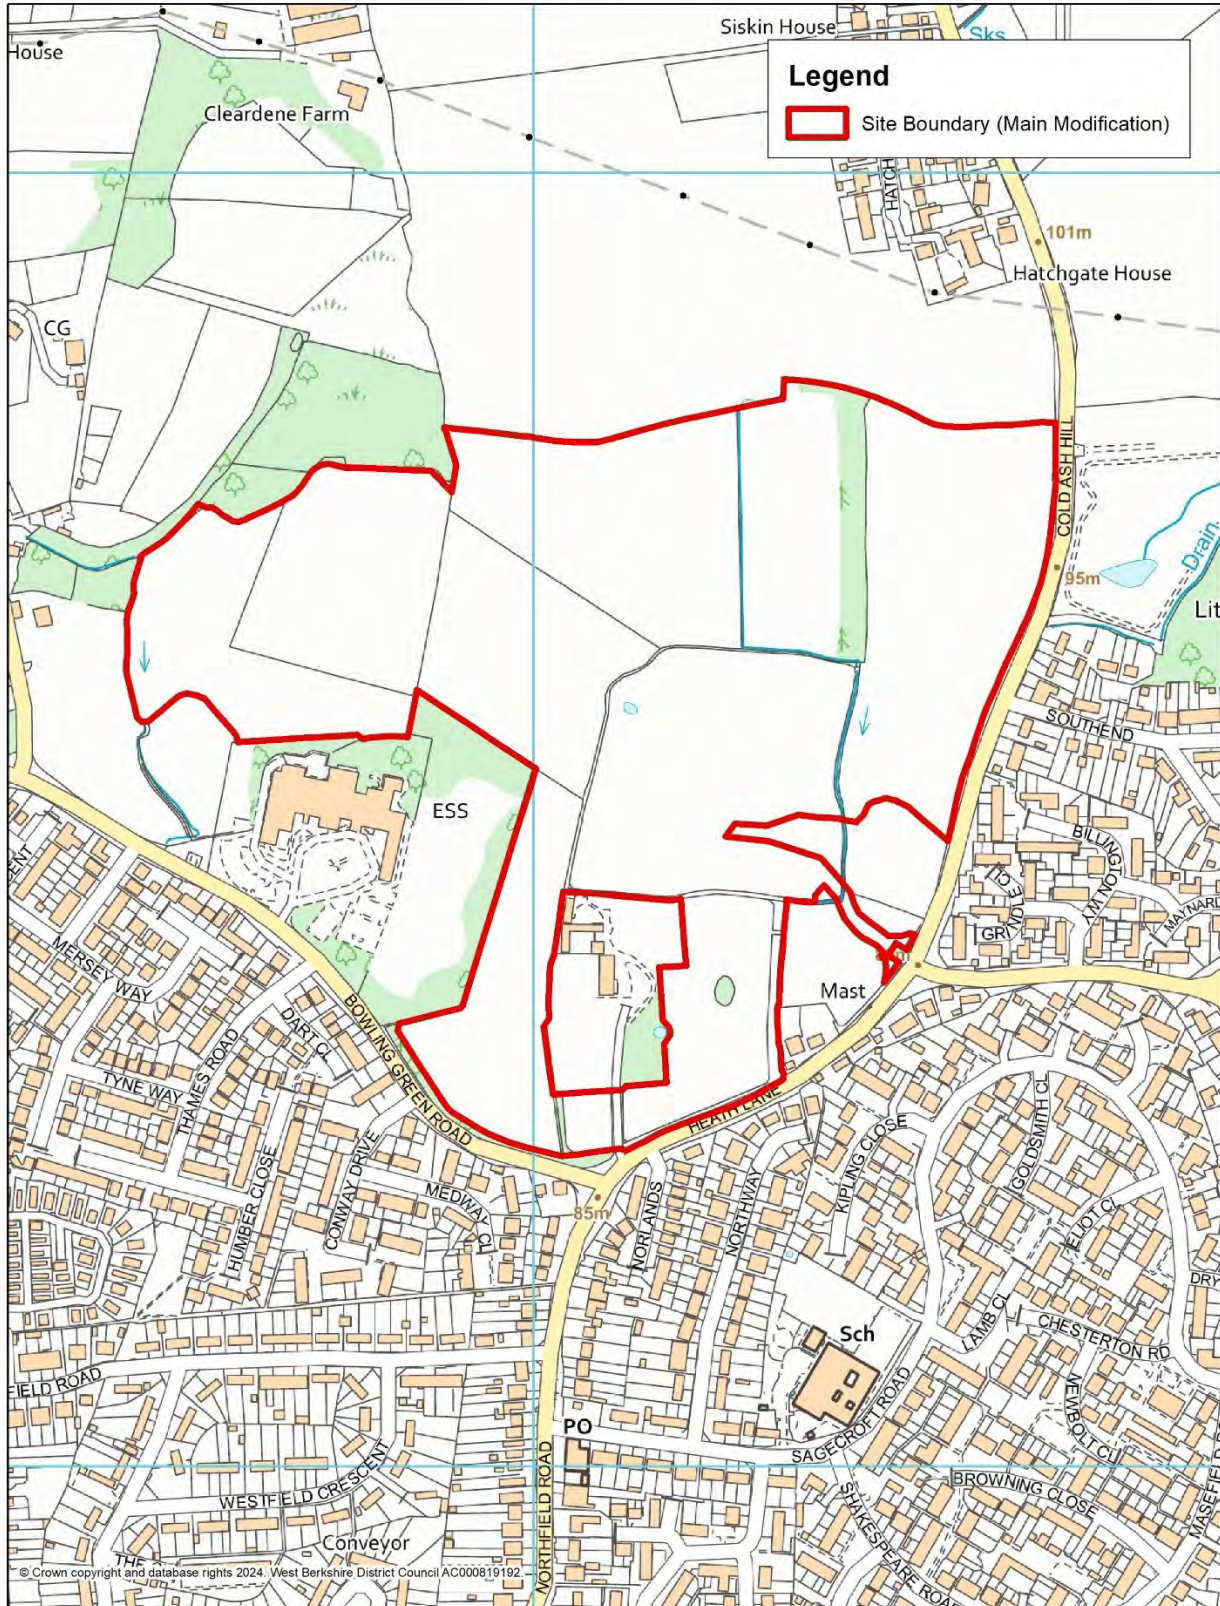 Siskin House
Sks
House
Legend
Site Boundary (Main Modification)
Cleardene Farm
HATCH
101m
Hatchgate House
CG
COLD ASH HILL
Drain
95m
Lit
SOUTHEND
ESS
BILLINGTON WY
GRINDLE CL
MAYNARD
MERSEY WAY
Mast
DART CL
BOWLING GREEN ROAD
THAMES ROAD
TYNE WAY
HEATH LANE
GOLDSMITH CL
KIPLING CLOSE
CONWAY DRIVE
HUMBER CLOSE
MEDWAY CL
NORLANDS
NORTHWAY
ELIOT CL
85m
DRY
LAMB CL
Sch
CHESTERTON RD
FIELD ROAD
NEWBOLT CL
SAGECROFT ROAD
PO
WESTFIELD CRESCENT
NORTHFIELD ROAD
BROWNING CLOSE
SHAKESPEARE ROAD
Conveyor
© Crown copyright and database rights 2024. West Berkshire District Council AC000819192.